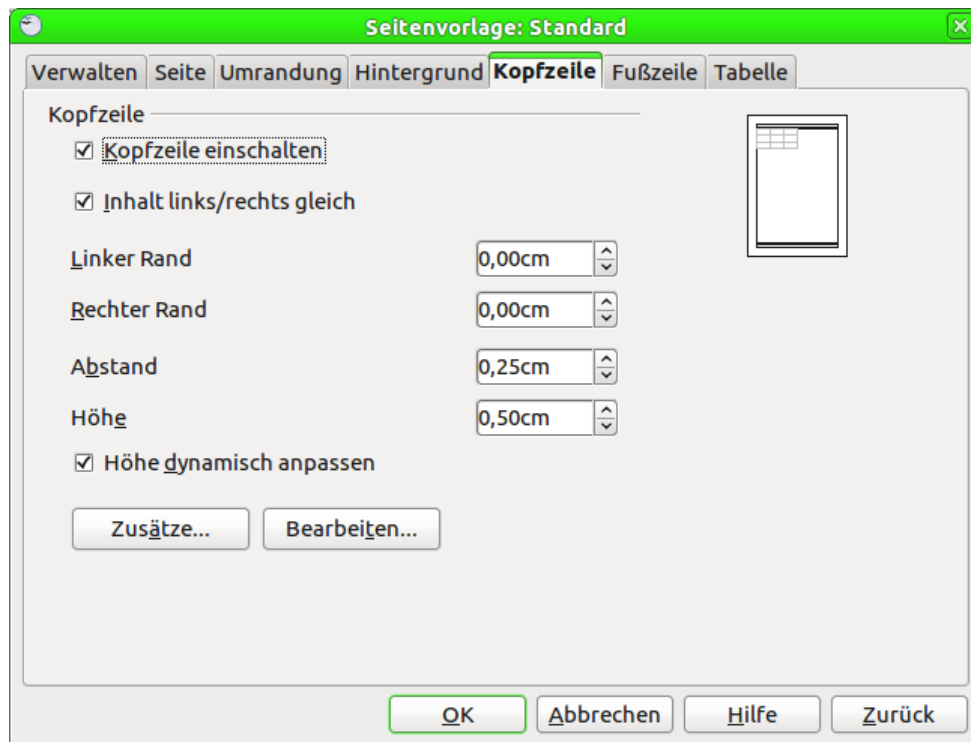 Seitenvorlage: Standard
Verwalten Seite Umrandung Hintergrund Kopfzeile Fußzeile Tabelle
Kopfzeile
Kopfzeile einschalten
Inhalt links/rechts gleich
Linker Rand 0,00cm
Rechter Rand 0,00cm
Abstand 0,25cm
Höhe 0,50cm
Höhe dynamisch anpassen
Zusätze... Bearbeiten...
OK Abbrechen Hilfe Zurück